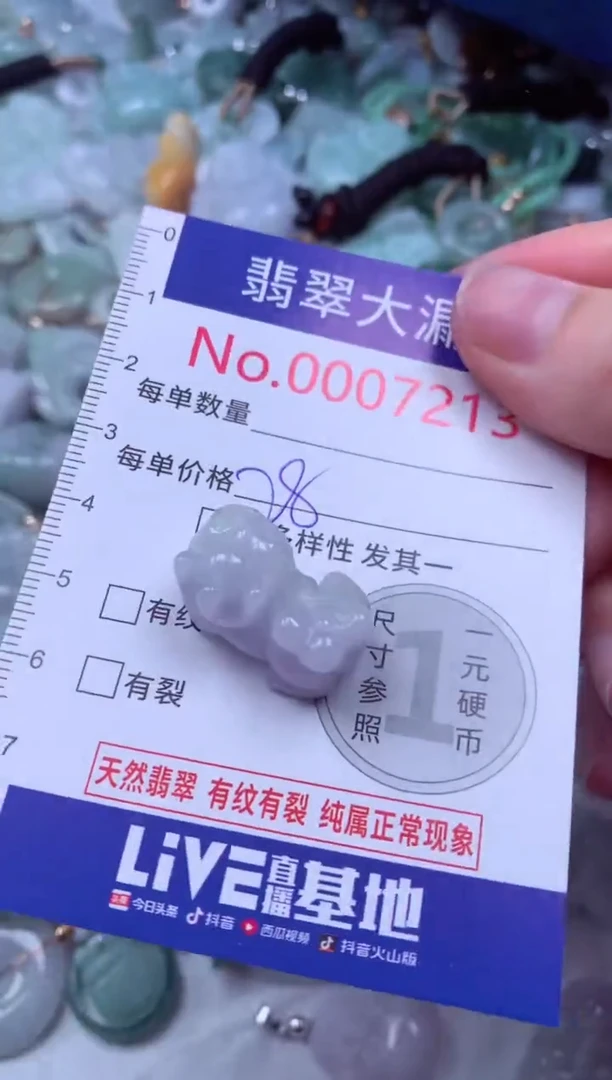 0
翡翠大漏
1
No.0007213
2
每单数量
3
每单价格 28
4
多样性 发其一
5
有纹
尺寸参照
1
一元硬币
6
有裂
7
天然翡翠 有纹有裂 纯属正常现象
LiVE直播基地
头条 今日头条 抖音 西瓜视频 抖音火山版